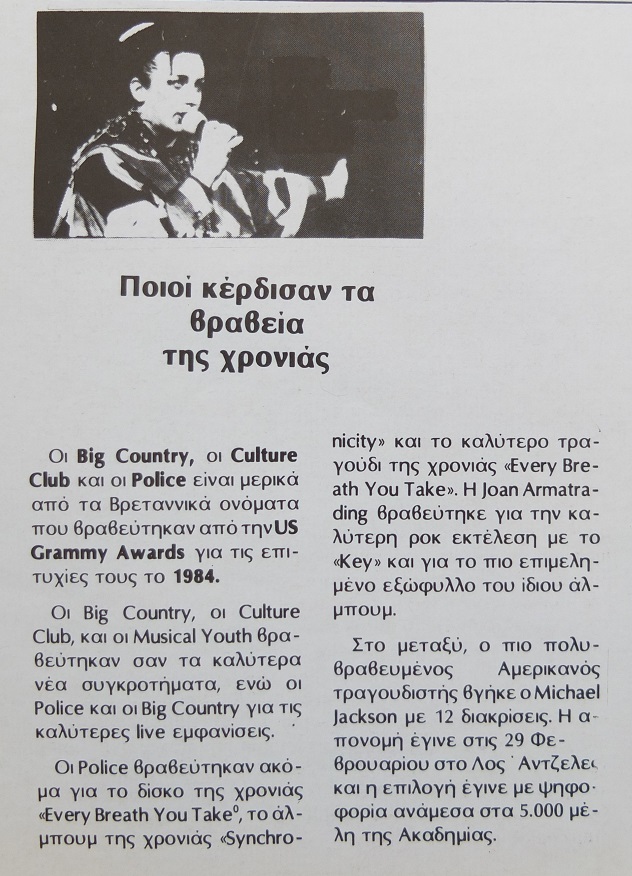 Ποιοί κέρδισαν τα
βραβεία
της χρονιάς
Οι Big Country, οι Culture
Club και οι Police είναι μερικά
από τα Βρεταννικά ονόματα
που βραβεύτηκαν από την US
Grammy Awards για τις επι-
τυχίες τους το 1984.
Οι Big Country, οι Culture
Club, και οι Musical Youth βρα-
βεύτηκαν σαν τα καλύτερα
νέα συγκροτήματα, ενώ οι
Police και οι Big Country για τις
καλύτερες live εμφανίσεις.
Οι Police βραβεύτηκαν ακό-
μα για το δίσκο της χρονιάς
«Every Breath You Take⁰, το άλ-
μπουμ της χρονιάς «Synchro-
nicity» και το καλύτερο τρα-
γούδι της χρονιάς «Every Bre-
ath You Take». Η Joan Armatra-
ding βραβεύτηκε για την κα-
λύτερη ροκ εκτέλεση με το
«Key» και για το πιο επιμελη-
μένο εξώφυλλο του ίδιου άλ-
μπουμ.
Στο μεταξύ, ο πιο πολυ-
βραβευμένος Αμερικανός
τραγουδιστής βγήκε ο Michael
Jackson με 12 διακρίσεις. Η α-
πονομή έγινε στις 29 Φε-
βρουαρίου στο Λος Άντζελες
και η επιλογή έγινε με ψηφο-
φορία ανάμεσα στα 5.000 μέ-
λη της Ακαδημίας.